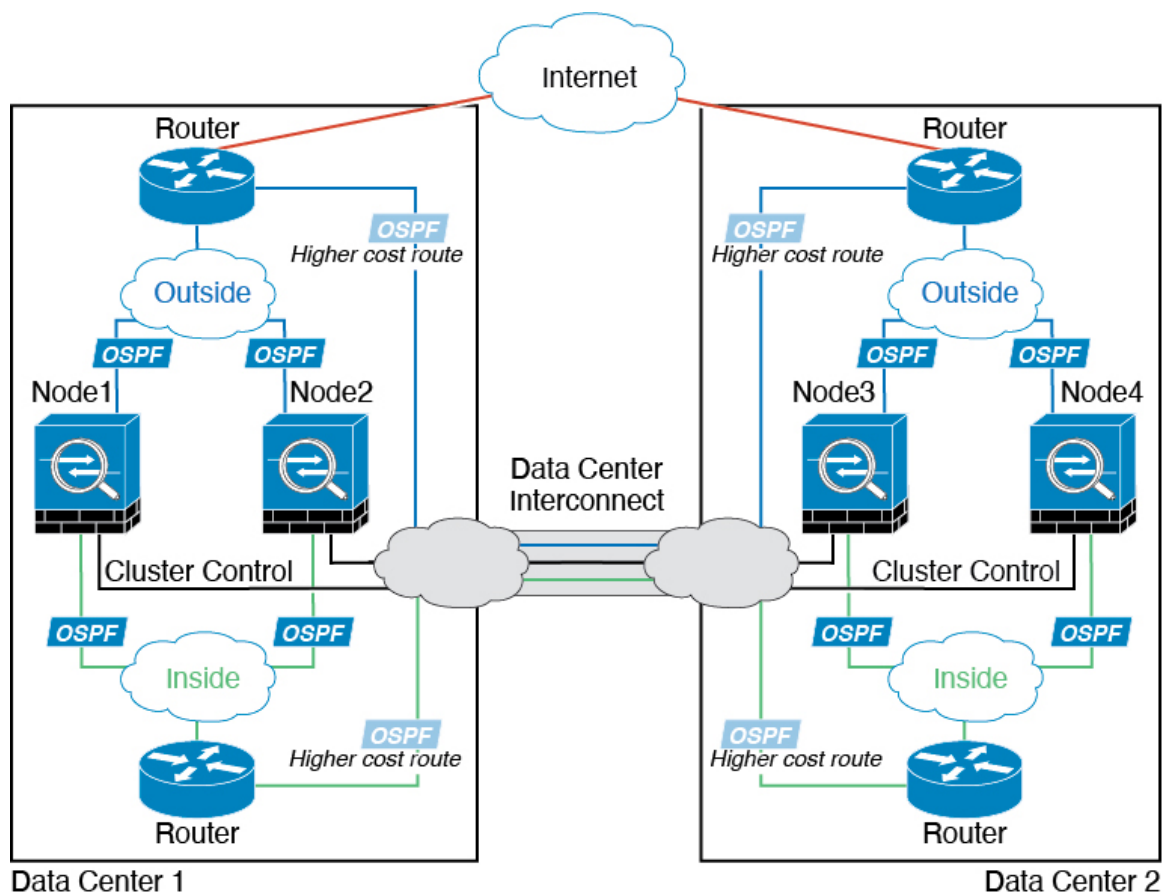 Internet
Router
Router
OSPF
Higher cost route
OSPF
Higher cost route
Outside
Outside
OSPF
OSPF
OSPF
OSPF
Node1
Node2
Node3
Node4
Data Center
Interconnect
Cluster Control
Cluster Control
OSPF
OSPF
OSPF
OSPF
Inside
Inside
OSPF
Higher cost route
OSPF
Higher cost route
Router
Router
Data Center 1
Data Center 2